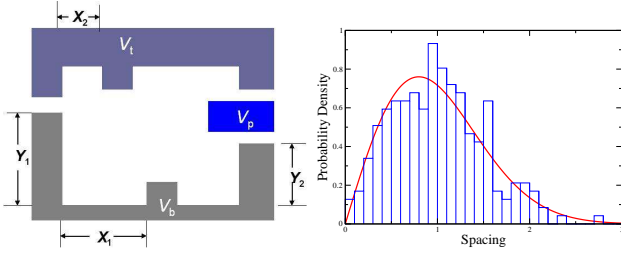 X2
Vt
Vp
Y1
Y2
Vb
X1
Probability Density
1
0.8
0.6
0.4
0.2
0
0 1 2 3
Spacing